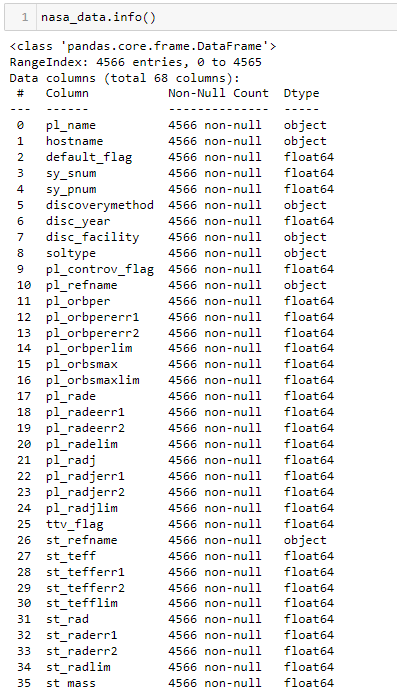 1 nasa_data.info()
<class 'pandas.core.frame.DataFrame'>
RangeIndex: 4566 entries, 0 to 4565
Data columns (total 68 columns):
 #   Column           Non-Null Count  Dtype
---  ------           --------------  -----
 0   pl_name          4566 non-null   object
 1   hostname         4566 non-null   object
 2   default_flag     4566 non-null   float64
 3   sy_snum          4566 non-null   float64
 4   sy_pnum          4566 non-null   float64
 5   discoverymethod  4566 non-null   object
 6   disc_year        4566 non-null   float64
 7   disc_facility    4566 non-null   object
 8   soltype          4566 non-null   object
 9   pl_controv_flag  4566 non-null   float64
 10  pl_refname       4566 non-null   object
 11  pl_orbper        4566 non-null   float64
 12  pl_orbpererr1    4566 non-null   float64
 13  pl_orbpererr2    4566 non-null   float64
 14  pl_orbperlim     4566 non-null   float64
 15  pl_orbsmax       4566 non-null   float64
 16  pl_orbsmaxlim    4566 non-null   float64
 17  pl_rade          4566 non-null   float64
 18  pl_radeerr1      4566 non-null   float64
 19  pl_radeerr2      4566 non-null   float64
 20  pl_radelim       4566 non-null   float64
 21  pl_radj          4566 non-null   float64
 22  pl_radjerr1      4566 non-null   float64
 23  pl_radjerr2      4566 non-null   float64
 24  pl_radjlim       4566 non-null   float64
 25  ttv_flag         4566 non-null   float64
 26  st_refname       4566 non-null   object
 27  st_teff          4566 non-null   float64
 28  st_tefferr1      4566 non-null   float64
 29  st_tefferr2      4566 non-null   float64
 30  st_tefflim       4566 non-null   float64
 31  st_rad           4566 non-null   float64
 32  st_raderr1       4566 non-null   float64
 33  st_raderr2       4566 non-null   float64
 34  st_radlim        4566 non-null   float64
 35  st_mass          4566 non-null   float64